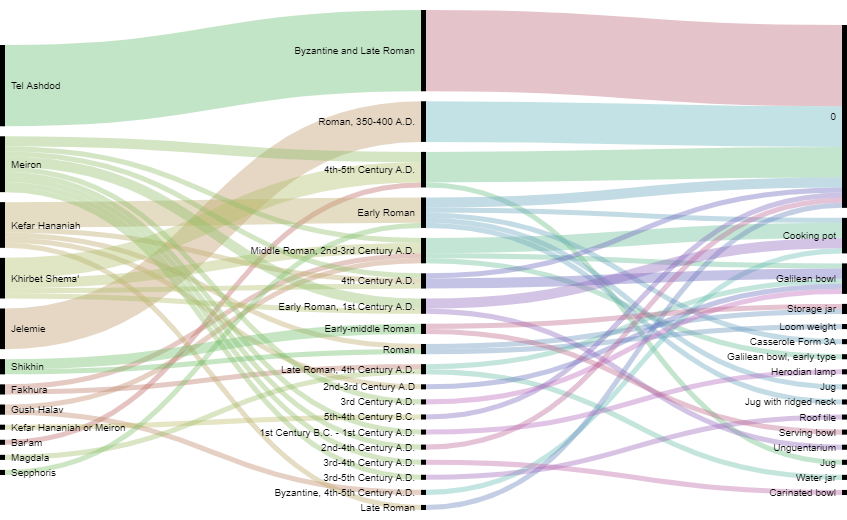 Tel Ashdod
Meiron
Kefar Hananiah
Khirbet Shema'
Jelemie
Shikhin
Fakhura
Gush Halav
Kefar Hananiah or Meiron
Bar'am
Magdala
Sepphoris
Byzantine and Late Roman
Roman, 350-400 A.D.
4th-5th Century A.D.
Early Roman
Middle Roman, 2nd-3rd Century A.D.
4th Century A.D.
Early Roman, 1st Century A.D.
Early-middle Roman
Roman
Late Roman, 4th Century A.D.
2nd-3rd Century A.D
3rd Century A.D.
5th-4th Century B.C.
1st Century B.C. - 1st Century A.D.
2nd-4th Century A.D.
3rd-4th Century A.D.
3rd-5th Century A.D.
Byzantine, 4th-5th Century A.D.
Late Roman
0
Cooking pot
Galilean bowl
Storage jar
Loom weight
Casserole Form 3A
Galilean bowl, early type
Herodian lamp
Jug
Jug with ridged neck
Roof tile
Serving bowl
Unguentarium
Jug
Water jar
Carinated bowl